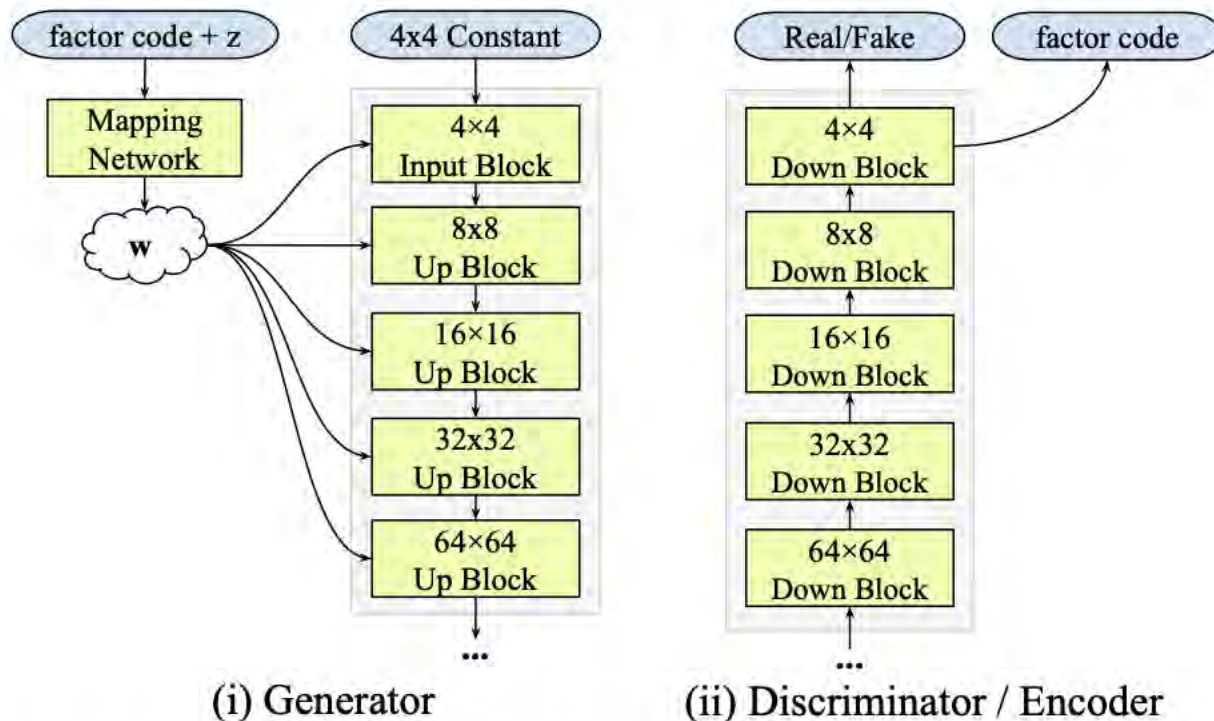 factor code + z
Mapping
Network
w
4x4 Constant
4×4
Input Block
8x8
Up Block
16×16
Up Block
32x32
Up Block
64×64
Up Block
...
(i) Generator
Real/Fake
factor code
4×4
Down Block
8x8
Down Block
16×16
Down Block
32x32
Down Block
64×64
Down Block
...
(ii) Discriminator / Encoder